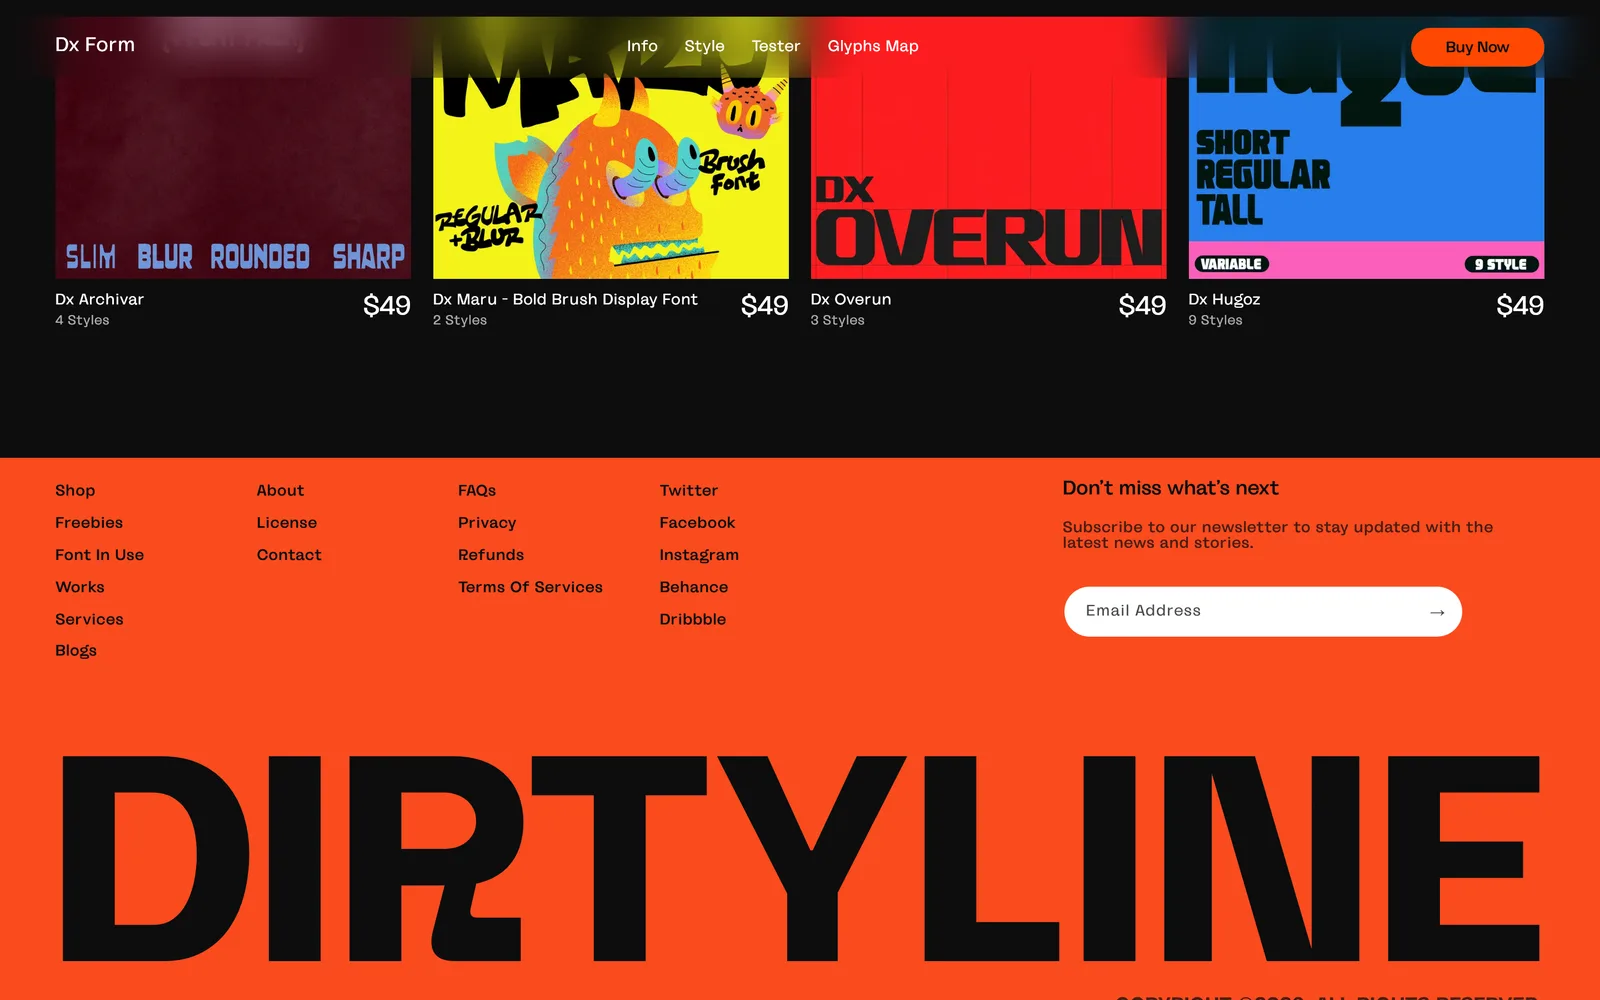 Dx Form
Info
Style
Tester
Glyphs Map
Buy Now
SLIM BLUR ROUNDED SHARP
Brush
Font
REGULAR
+BLUR
DX
OVERUN
SHORT
REGULAR
TALL
VARIABLE
9 STYLE
Dx Archivar
$49
4 Styles
Dx Maru - Bold Brush Display Font
$49
2 Styles
Dx Overun
$49
3 Styles
Dx Hugoz
$49
9 Styles
Shop
Freebies
Font In Use
Works
Services
Blogs
About
License
Contact
FAQs
Privacy
Refunds
Terms Of Services
Twitter
Facebook
Instagram
Behance
Dribbble
Don't miss what's next
Subscribe to our newsletter to stay updated with the
latest news and stories.
Email Address →
DIRTYLINE